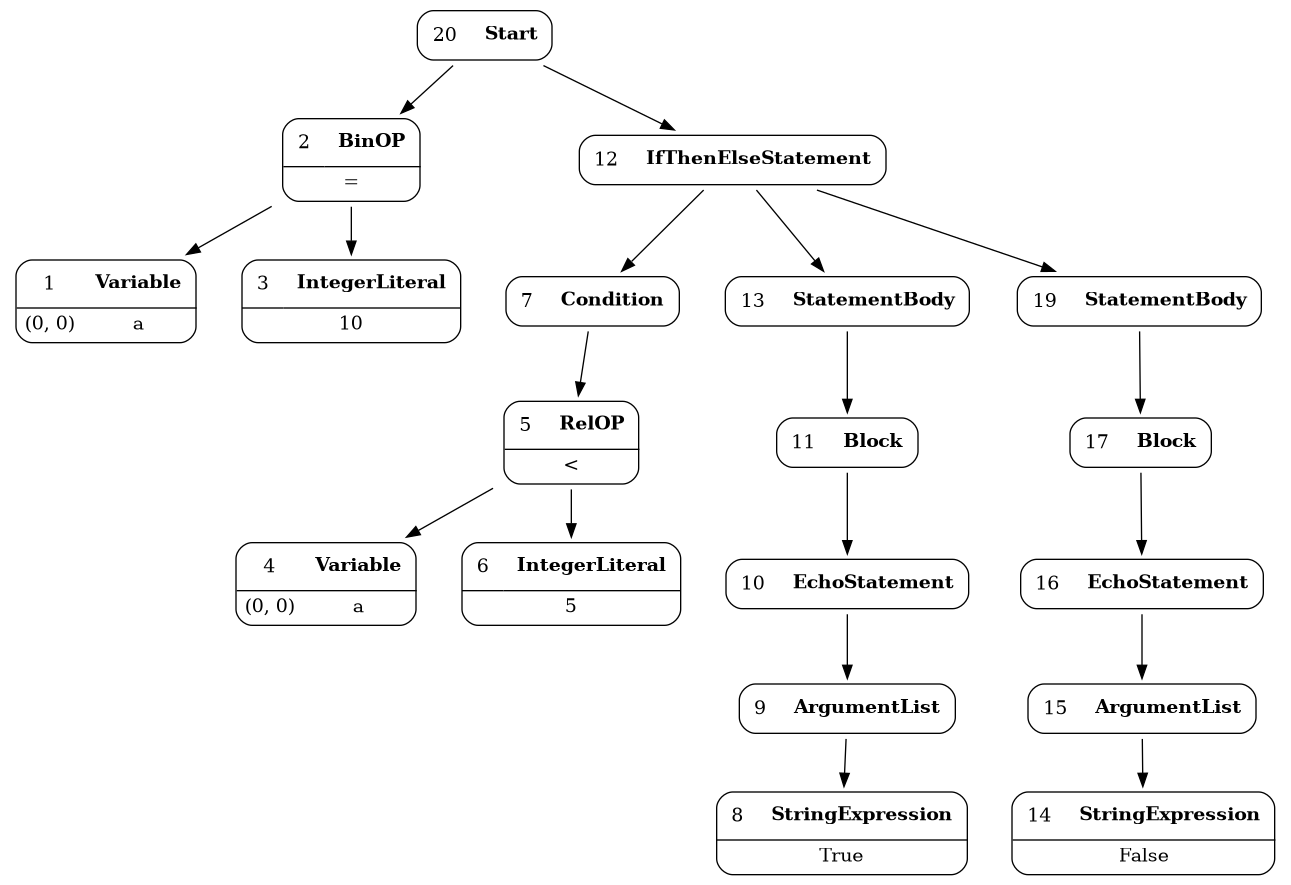 20 Start
2 BinOP
=
12 IfThenElseStatement
1 Variable
(0, 0) a
3 IntegerLiteral
10
7 Condition
13 StatementBody
19 StatementBody
5 RelOP
<
11 Block
17 Block
4 Variable
(0, 0) a
6 IntegerLiteral
5
10 EchoStatement
16 EchoStatement
9 ArgumentList
15 ArgumentList
8 StringExpression
True
14 StringExpression
False